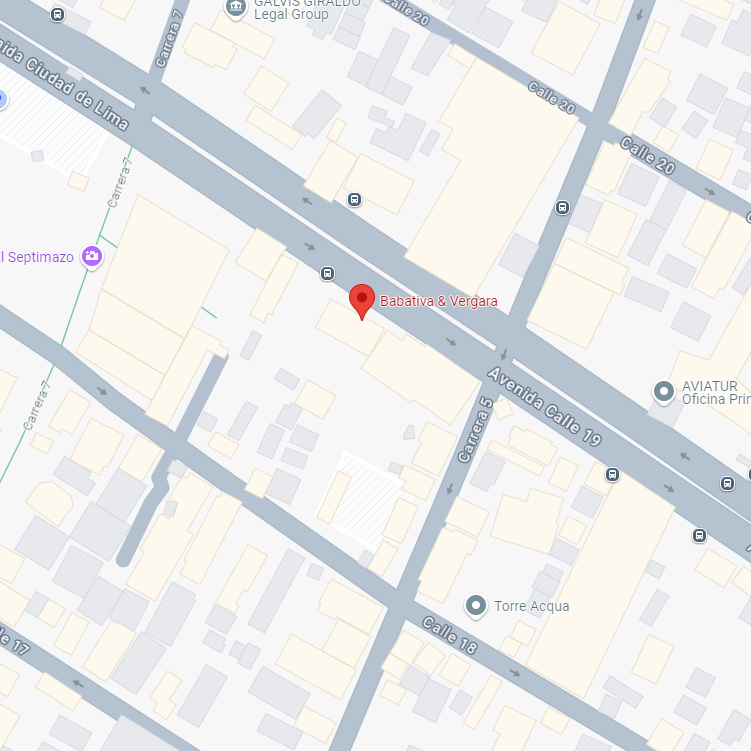 GALVIS GIRALDO
Legal Group
Calle 20
Carrera 7
Avenida Ciudad de Lima
Calle 20
Calle 20
Carrera 7
Septimazo
Babativa & Vergara
Avenida Calle 19
AVIATUR
Oficina Prin
Carrera 7
Carrera 5
Torre Acqua
Calle 18
le 17